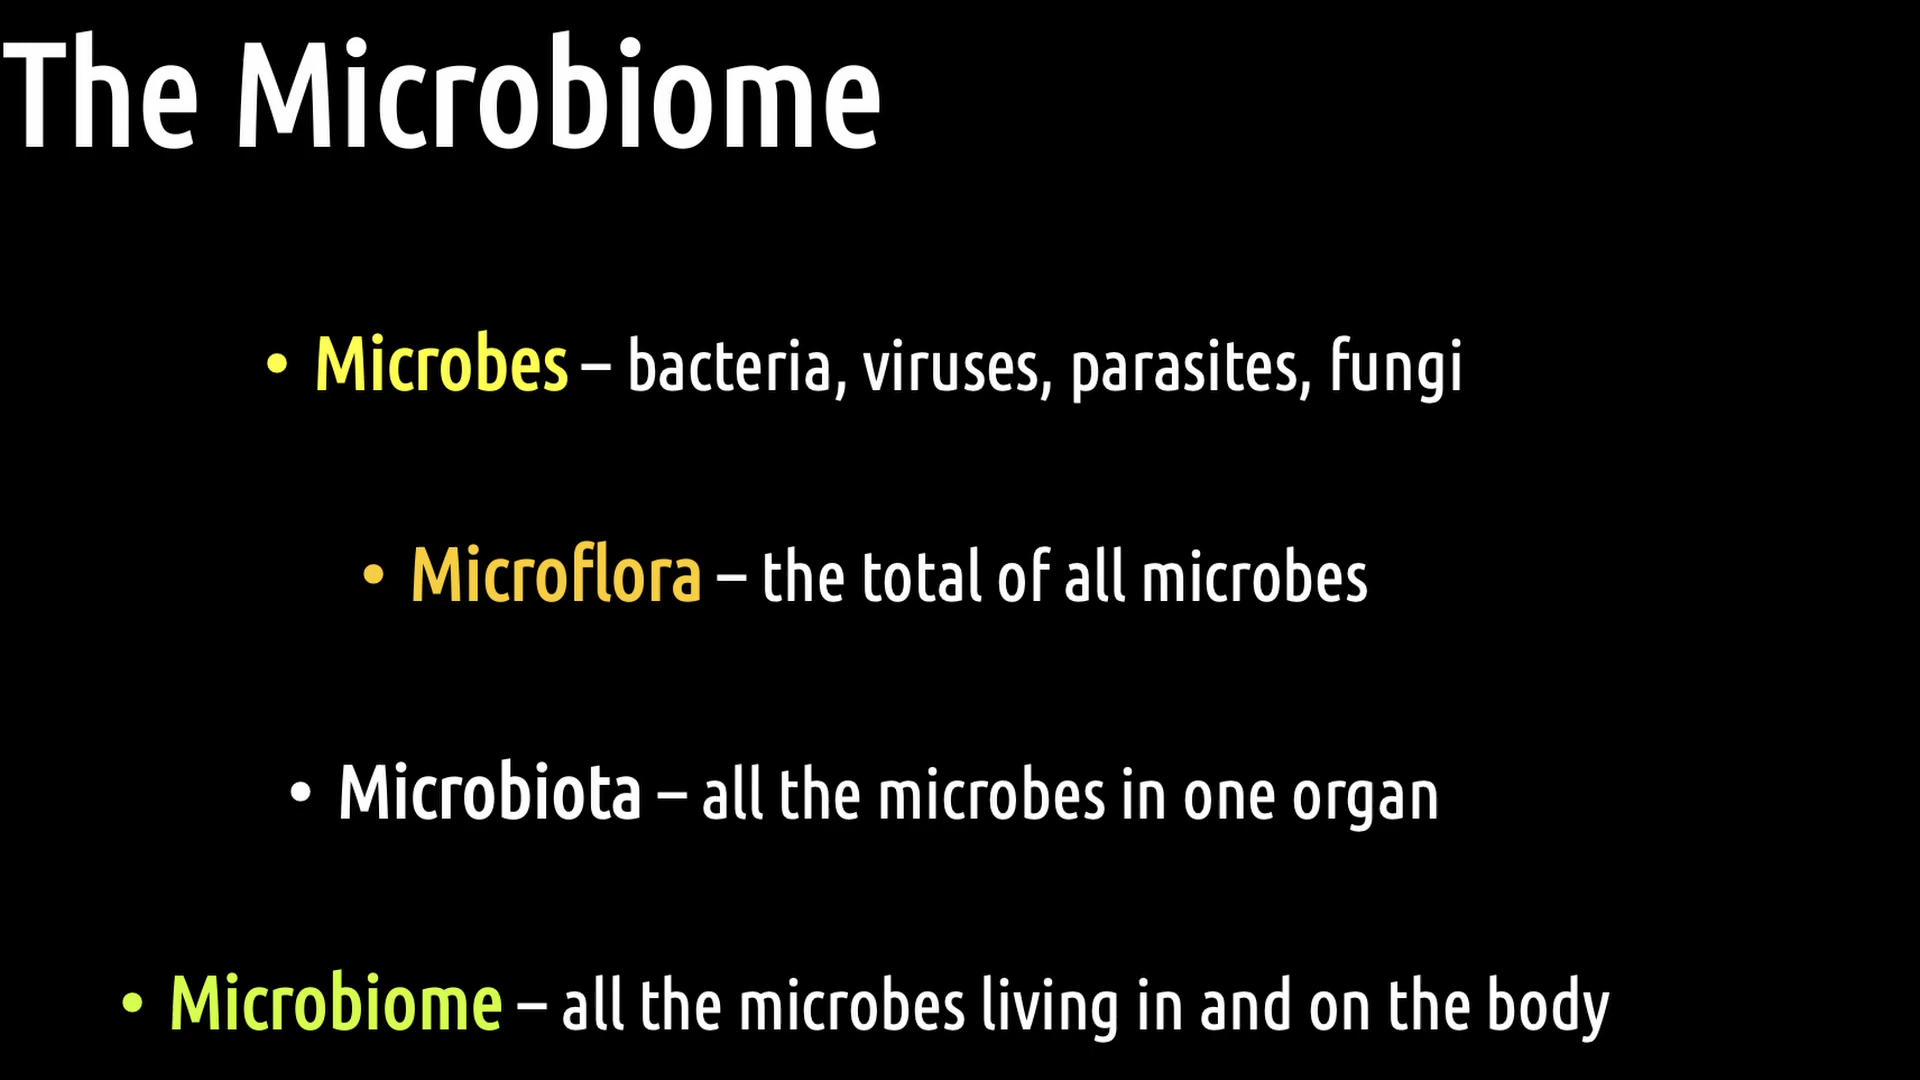 The Microbiome
• Microbes – bacteria, viruses, parasites, fungi
• Microflora – the total of all microbes
• Microbiota – all the microbes in one organ
• Microbiome – all the microbes living in and on the body